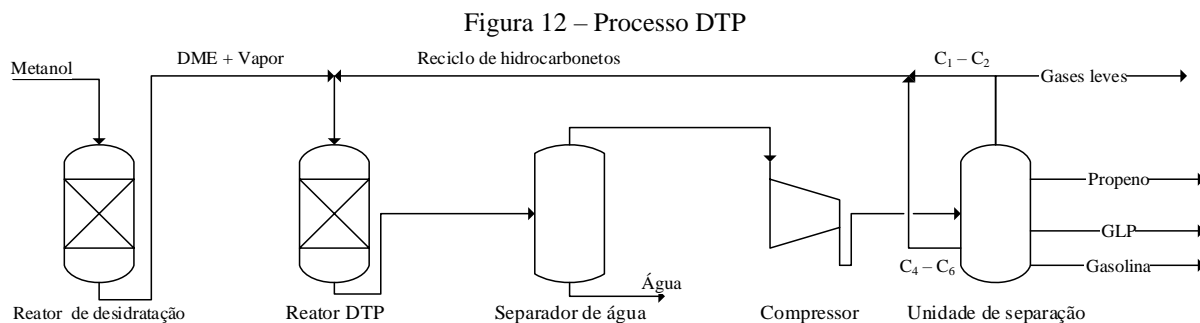 Figura 12 – Processo DTP
DME + Vapor
Reciclo de hidrocarbonetos
C₁ – C₂
Metanol
Gases leves
Propeno
GLP
C₄ – C₆
Gasolina
Água
Reator de desidratação
Reator DTP
Separador de água
Compressor
Unidade de separação